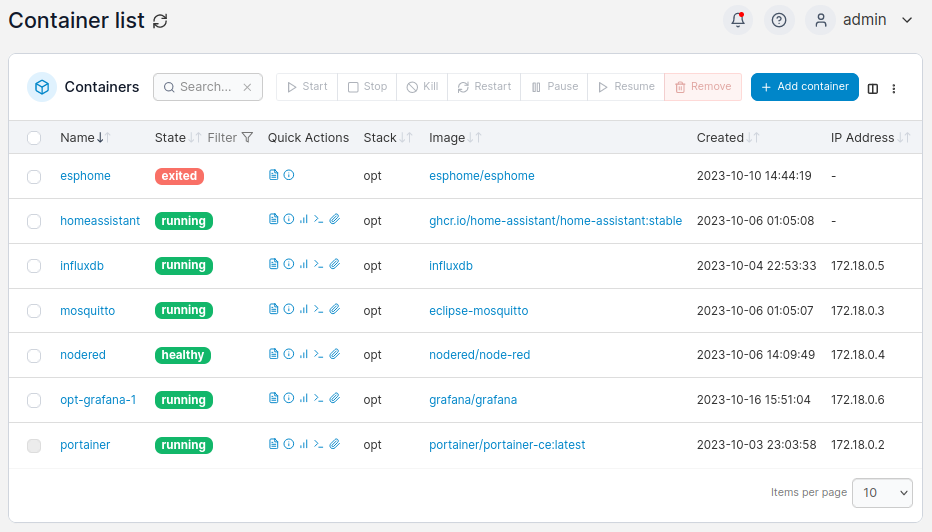 Container list
admin
Containers Search... Start Stop Kill Restart Pause Resume Remove + Add container
Name State Filter Quick Actions Stack Image Created IP Address
esphome exited opt esphome/esphome 2023-10-10 14:44:19 -
homeassistant running opt ghcr.io/home-assistant/home-assistant:stable 2023-10-06 01:05:08 -
influxdb running opt influxdb 2023-10-04 22:53:33 172.18.0.5
mosquitto running opt eclipse-mosquitto 2023-10-06 01:05:07 172.18.0.3
nodered healthy opt nodered/node-red 2023-10-06 14:09:49 172.18.0.4
opt-grafana-1 running opt grafana/grafana 2023-10-16 15:51:04 172.18.0.6
portainer running opt portainer/portainer-ce:latest 2023-10-03 23:03:58 172.18.0.2
Items per page 10